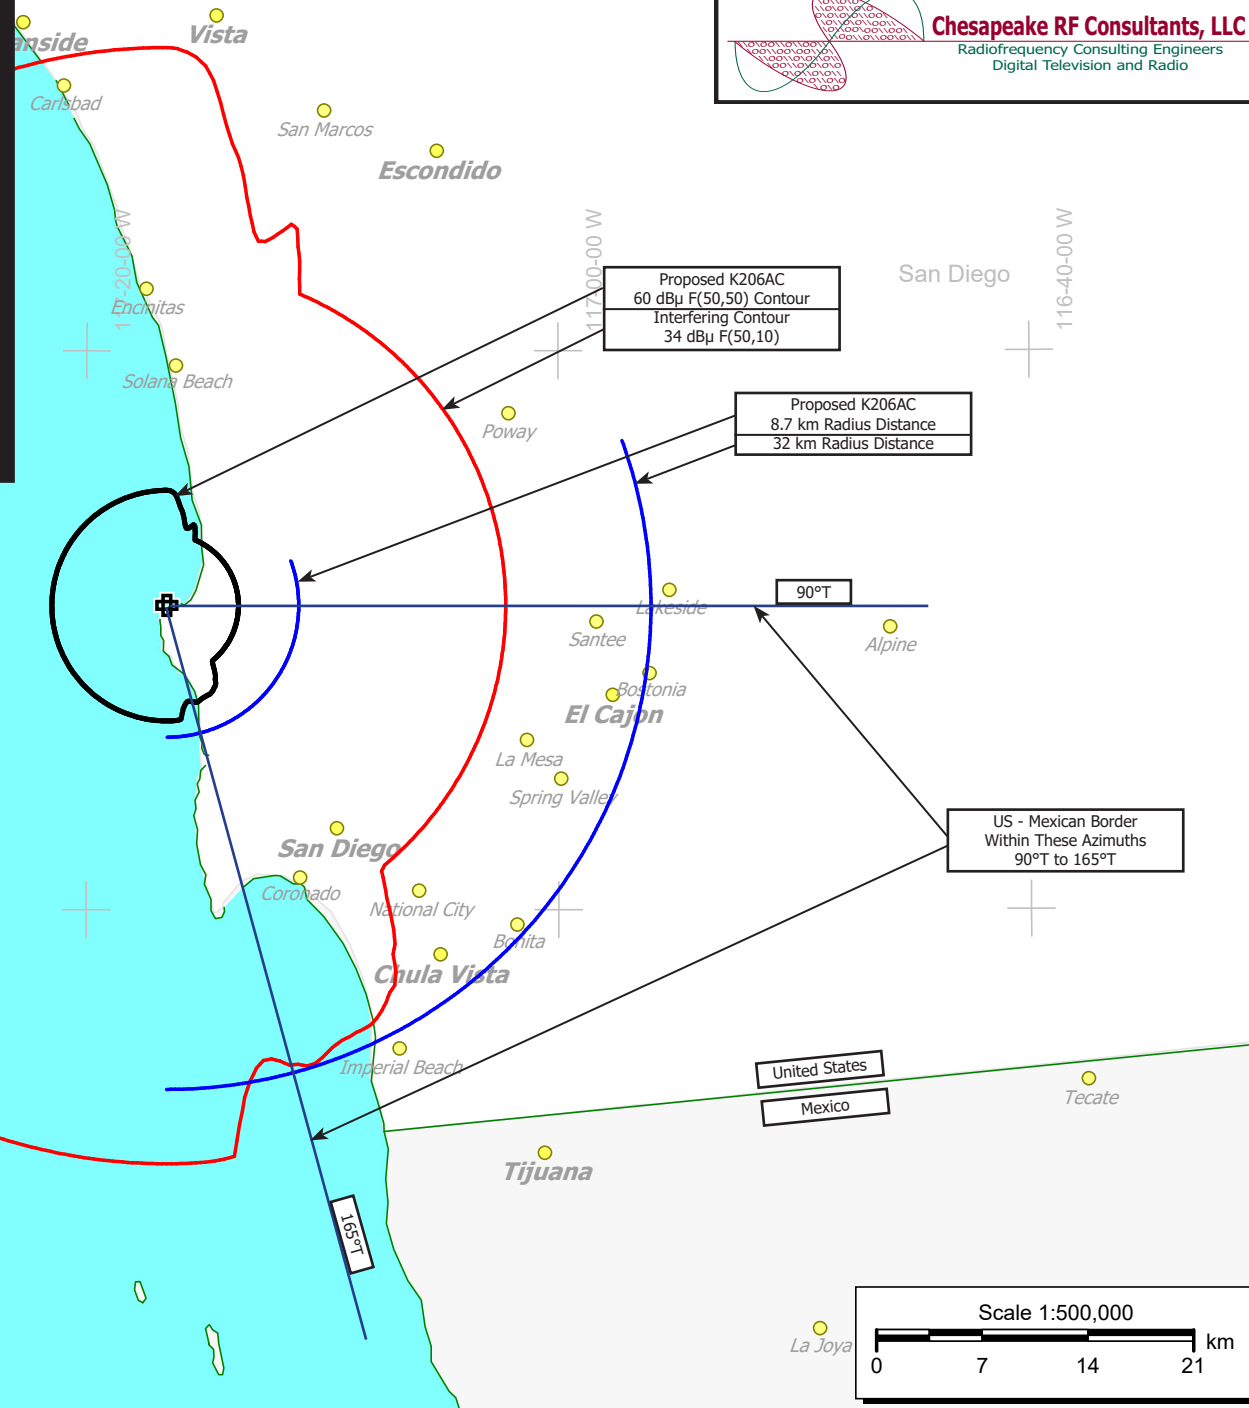 Chesapeake RF Consultants, LLC
Radiofrequency Consulting Engineers
Digital Television and Radio
anside
Vista
Carlsbad
San Marcos
Escondido
117-20-00 W
117-00-00 W
116-40-00 W
San Diego
Encinitas
Proposed K206AC
60 dBµ F(50,50) Contour
Interfering Contour
34 dBµ F(50,10)
Solana Beach
Poway
Proposed K206AC
8.7 km Radius Distance
32 km Radius Distance
90°T
Lakeside
Santee
Alpine
Bostonia
El Cajon
La Mesa
Spring Valley
San Diego
US - Mexican Border
Within These Azimuths
90°T to 165°T
Coronado
National City
Bonita
Chula Vista
Imperial Beach
United States
Mexico
Tecate
Tijuana
165°T
La Joya
Scale 1:500,000
km
0 7 14 21